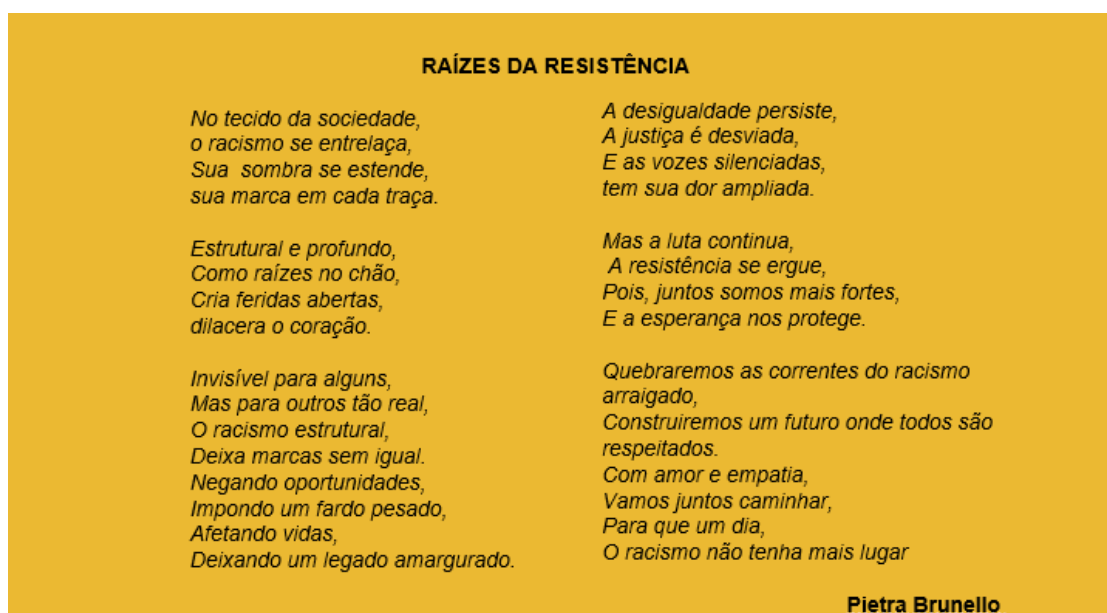 RAÍZES DA RESISTÊNCIA
No tecido da sociedade,
o racismo se entrelaça,
Sua sombra se estende,
sua marca em cada traça.
Estrutural e profundo,
Como raízes no chão,
Cria feridas abertas,
dilacera o coração.
Invisível para alguns,
Mas para outros tão real,
O racismo estrutural,
Deixa marcas sem igual.
Negando oportunidades,
Impondo um fardo pesado,
Afetando vidas,
Deixando um legado amargurado.
A desigualdade persiste,
A justiça é desviada,
E as vozes silenciadas,
tem sua dor ampliada.
Mas a luta continua,
A resistência se ergue,
Pois, juntos somos mais fortes,
E a esperança nos protege.
Quebraremos as correntes do racismo
arraigado,
Construiremos um futuro onde todos são
respeitados.
Com amor e empatia,
Vamos juntos caminhar,
Para que um dia,
O racismo não tenha mais lugar
Pietra Brunello